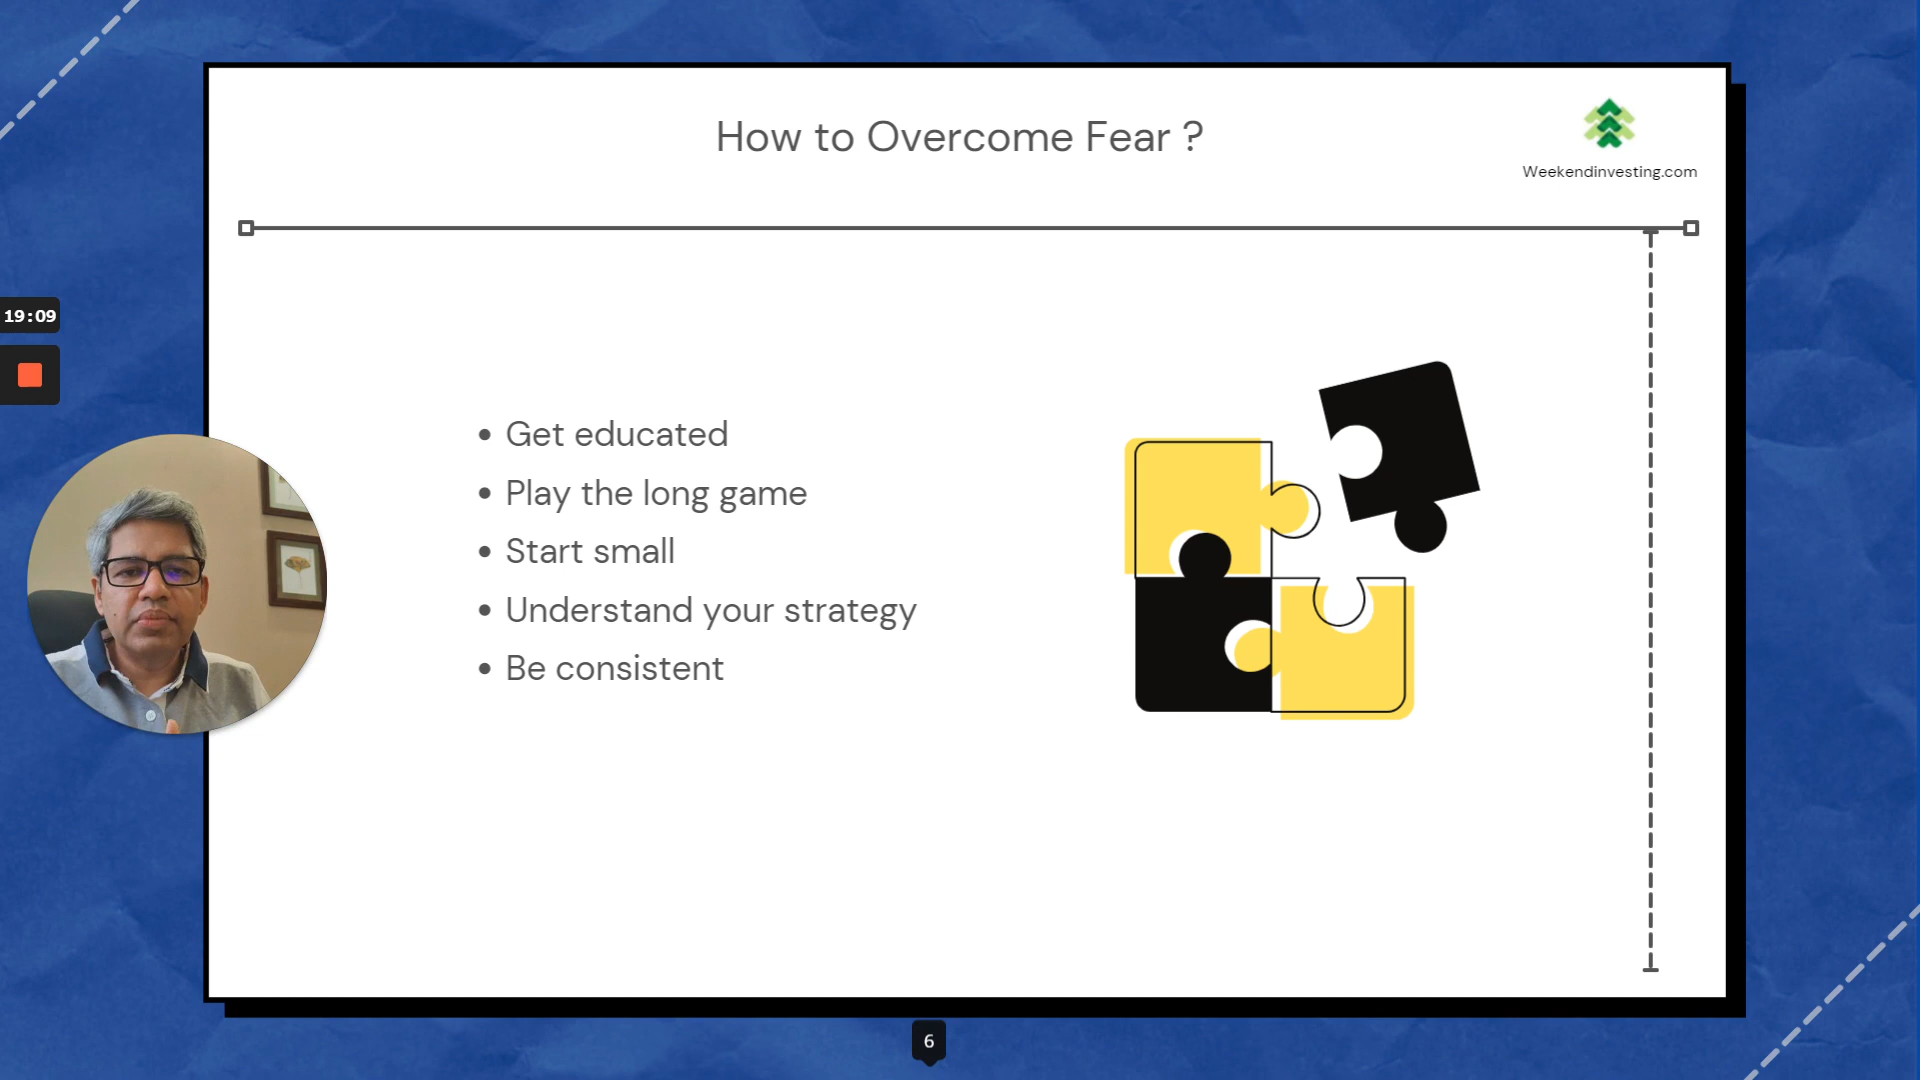 How to Overcome Fear ?
Weekendinvesting.com
19:09
Get educated
Play the long game
Start small
Understand your strategy
Be consistent
6